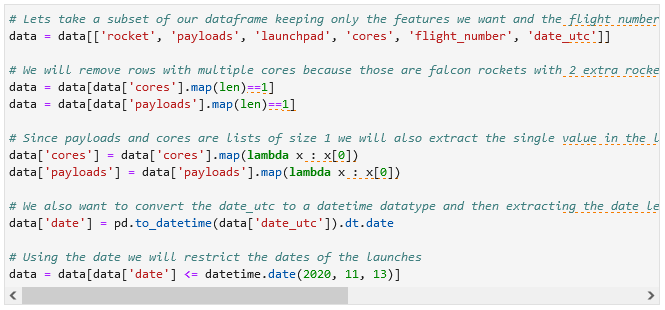 # Lets take a subset of our dataframe keeping only the features we want and the flight number
data = data[['rocket', 'payloads', 'launchpad', 'cores', 'flight_number', 'date_utc']]
# We will remove rows with multiple cores because those are falcon rockets with 2 extra rocke
data = data[data['cores'].map(len)==1]
data = data[data['payloads'].map(len)==1]
# Since payloads and cores are lists of size 1 we will also extract the single value in the l
data['cores'] = data['cores'].map(lambda x : x[0])
data['payloads'] = data['payloads'].map(lambda x : x[0])
# We also want to convert the date_utc to a datetime datatype and then extracting the date le
data['date'] = pd.to_datetime(data['date_utc']).dt.date
# Using the date we will restrict the dates of the launches
data = data[data['date'] <= datetime.date(2020, 11, 13)]